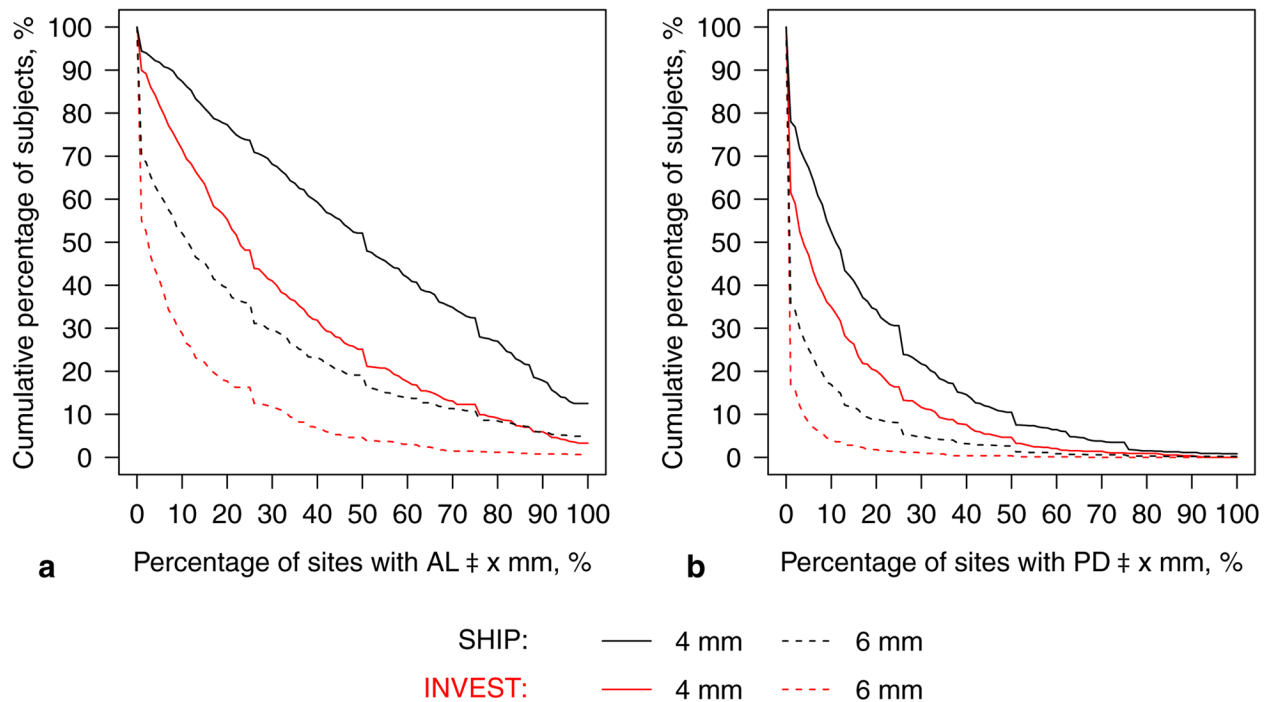 Cumulative percentage of subjects, %
100
90
80
70
60
50
40
30
20
10
0
0 10 20 30 40 50 60 70 80 90 100
a Percentage of sites with AL ‡ x mm, %
Cumulative percentage of subjects, %
100
90
80
70
60
50
40
30
20
10
0
0 10 20 30 40 50 60 70 80 90 100
b Percentage of sites with PD ‡ x mm, %
SHIP: 4 mm 6 mm
INVEST: 4 mm 6 mm